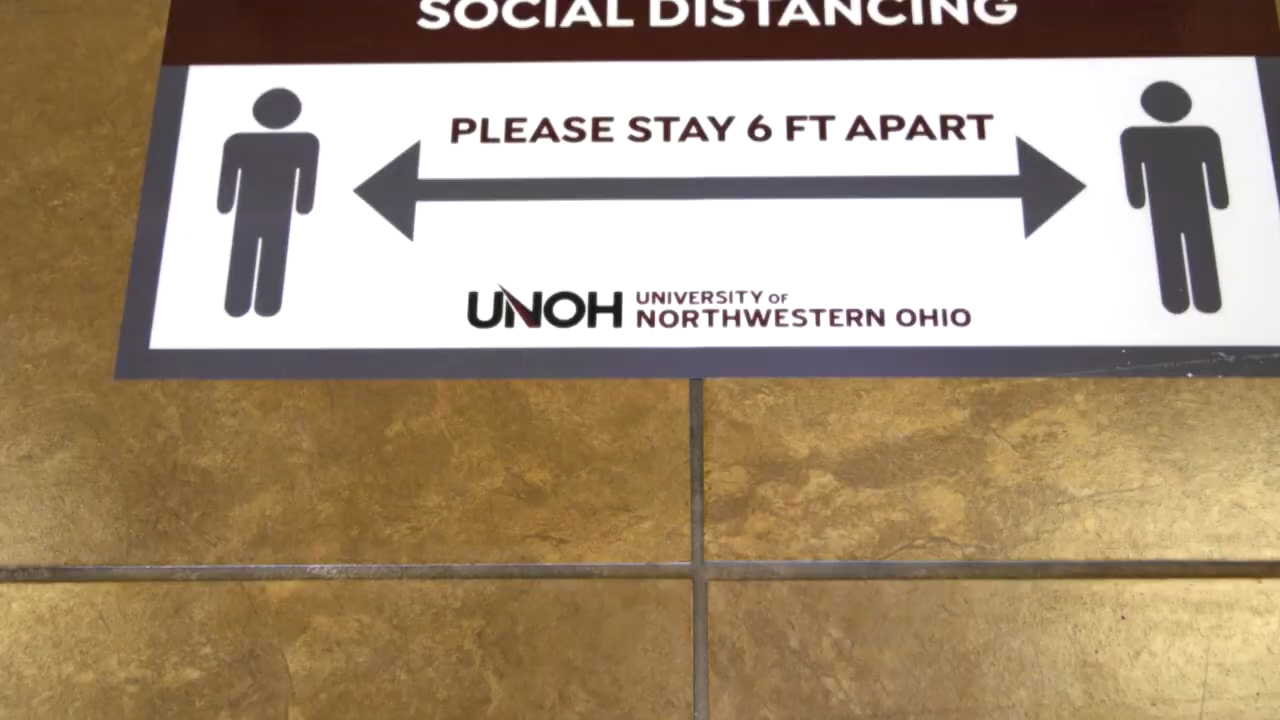 SOCIAL DISTANCING
PLEASE STAY 6 FT APART
UNOH UNIVERSITY OF
NORTHWESTERN OHIO